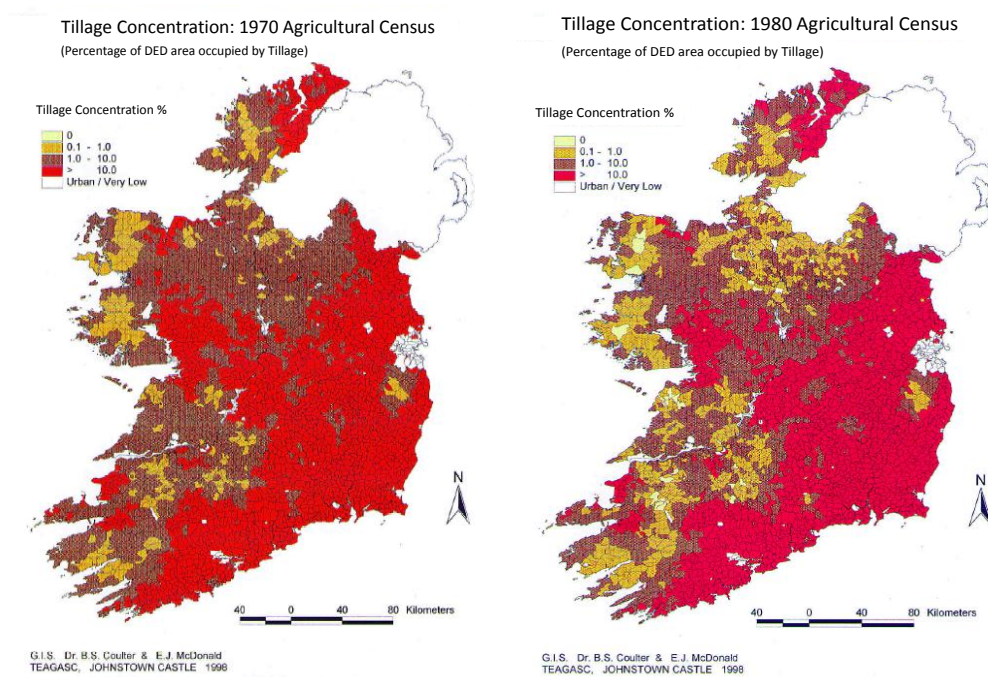 Tillage Concentration: 1970 Agricultural Census
(Percentage of DED area occupied by Tillage)
Tillage Concentration %
0
0.1 - 1.0
1.0 - 10.0
> 10.0
Urban / Very Low
N
40 0 40 80 Kilometers
G.I.S. Dr. B.S. Coulter & E.J. McDonald
TEAGASC, JOHNSTOWN CASTLE 1998
Tillage Concentration: 1980 Agricultural Census
(Percentage of DED area occupied by Tillage)
Tillage Concentration %
0
0.1 - 1.0
1.0 - 10.0
> 10.0
Urban / Very Low
N
40 0 40 80 Kilometers
G.I.S. Dr. B.S. Coulter & E.J. McDonald
TEAGASC, JOHNSTOWN CASTLE 1998